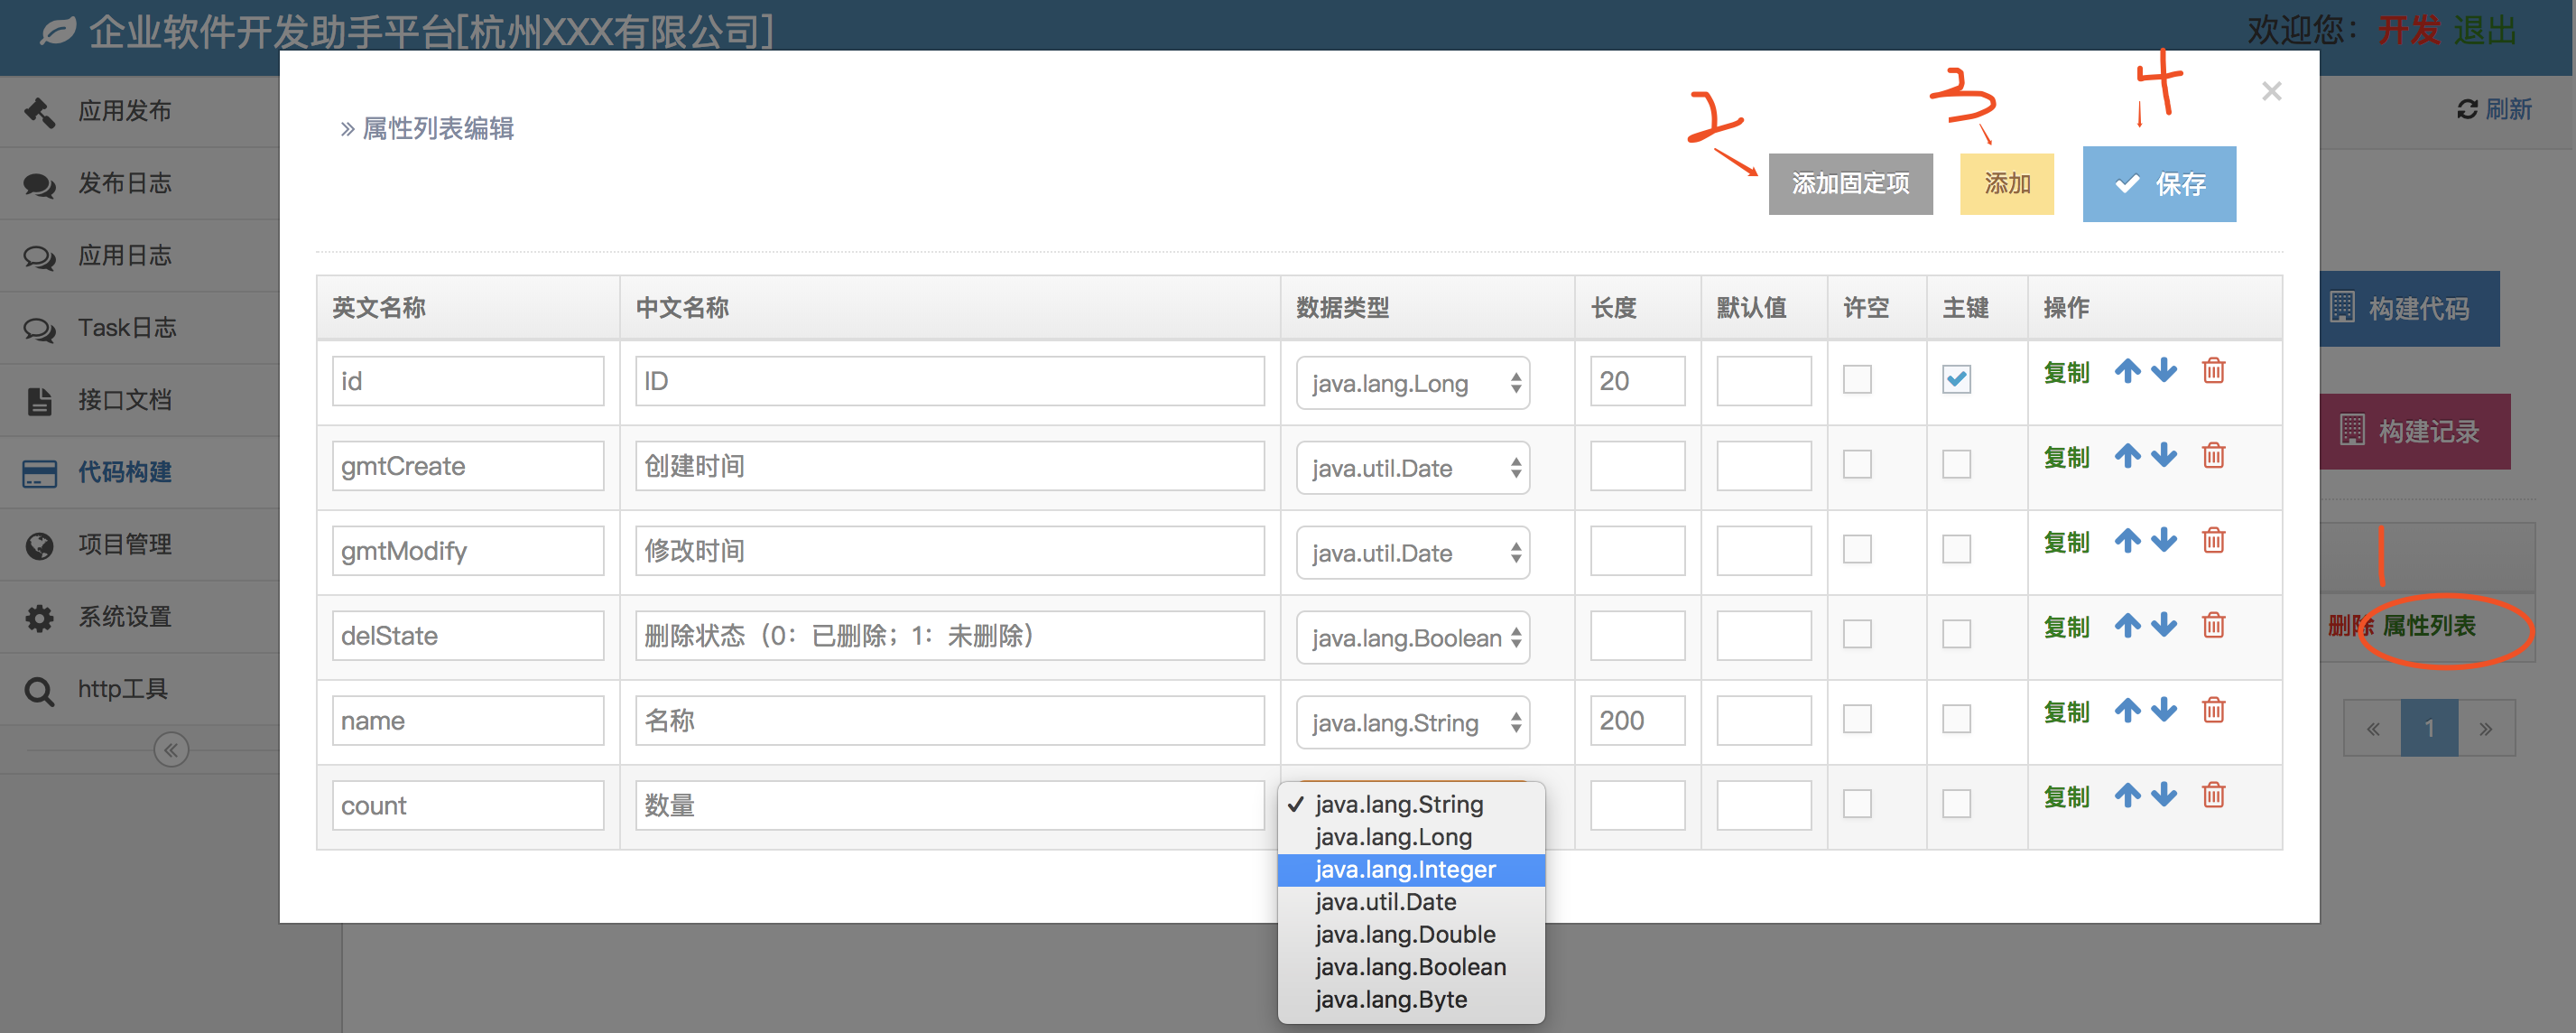 企业软件开发助手平台[杭州XXX有限公司]
欢迎您： 开发 退出
应用发布
发布日志
应用日志
Task日志
接口文档
代码构建
项目管理
系统设置
http工具
«
刷新
» 属性列表编辑
×
2
3
4
添加固定项 添加 保存
英文名称 中文名称 数据类型 长度 默认值 许空 主键 操作
id ID java.lang.Long 20 复制
gmtCreate 创建时间 java.util.Date 复制
gmtModify 修改时间 java.util.Date 复制
delState 删除状态（0：已删除；1：未删除） java.lang.Boolean 复制
name 名称 java.lang.String 200 复制
count 数量 复制
✓ java.lang.String
java.lang.Long
java.lang.Integer
java.util.Date
java.lang.Double
java.lang.Boolean
java.lang.Byte
构建代码
构建记录
1
删除 属性列表
« 1 »